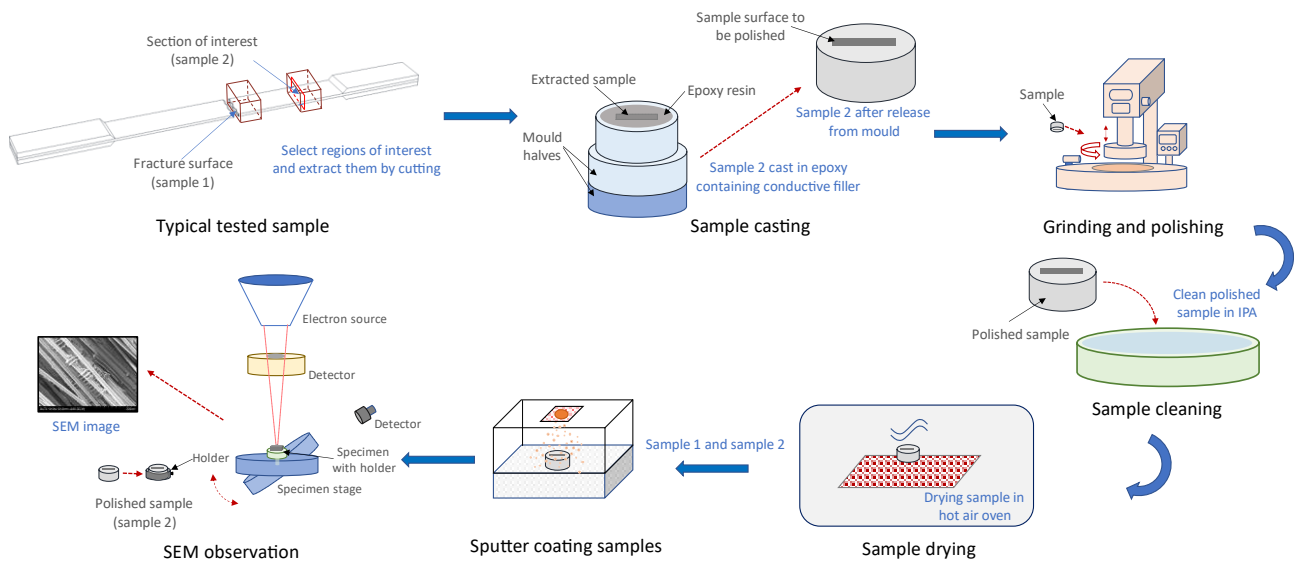 Section of interest
(sample 2)
Fracture surface
(sample 1)
Select regions of interest
and extract them by cutting
Typical tested sample
Extracted sample
Epoxy resin
Mould
halves
Sample surface to
be polished
Sample 2 after release
from mould
Sample 2 cast in epoxy
containing conductive filler
Sample casting
Sample
Grinding and polishing
Clean polished
sample in IPA
Polished sample
Sample cleaning
Drying sample in
hot air oven
Sample drying
Sample 1 and sample 2
Sputter coating samples
Electron source
Detector
Detector
Specimen
with holder
Specimen stage
SEM image
Holder
Polished sample
(sample 2)
SEM observation